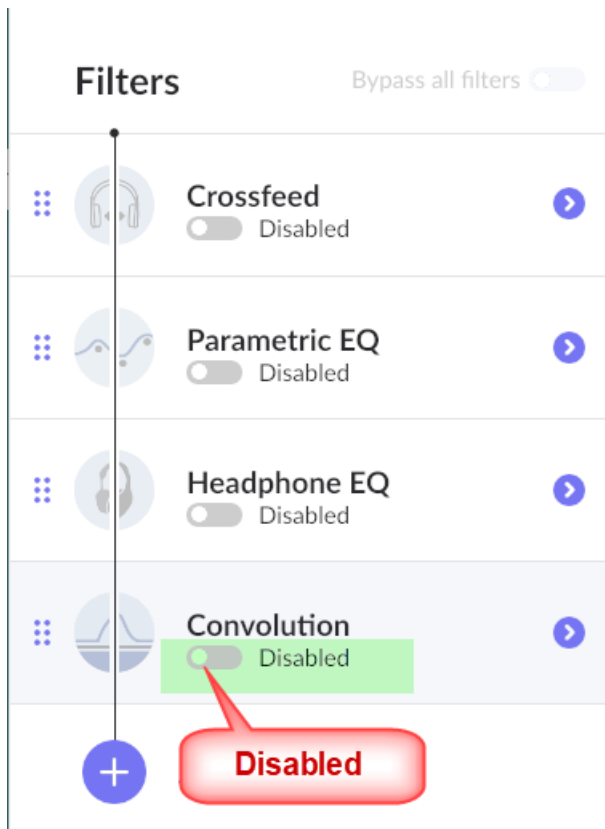 Filters
Bypass all filters
Crossfeed
Disabled
Parametric EQ
Disabled
Headphone EQ
Disabled
Convolution
Disabled
Disabled